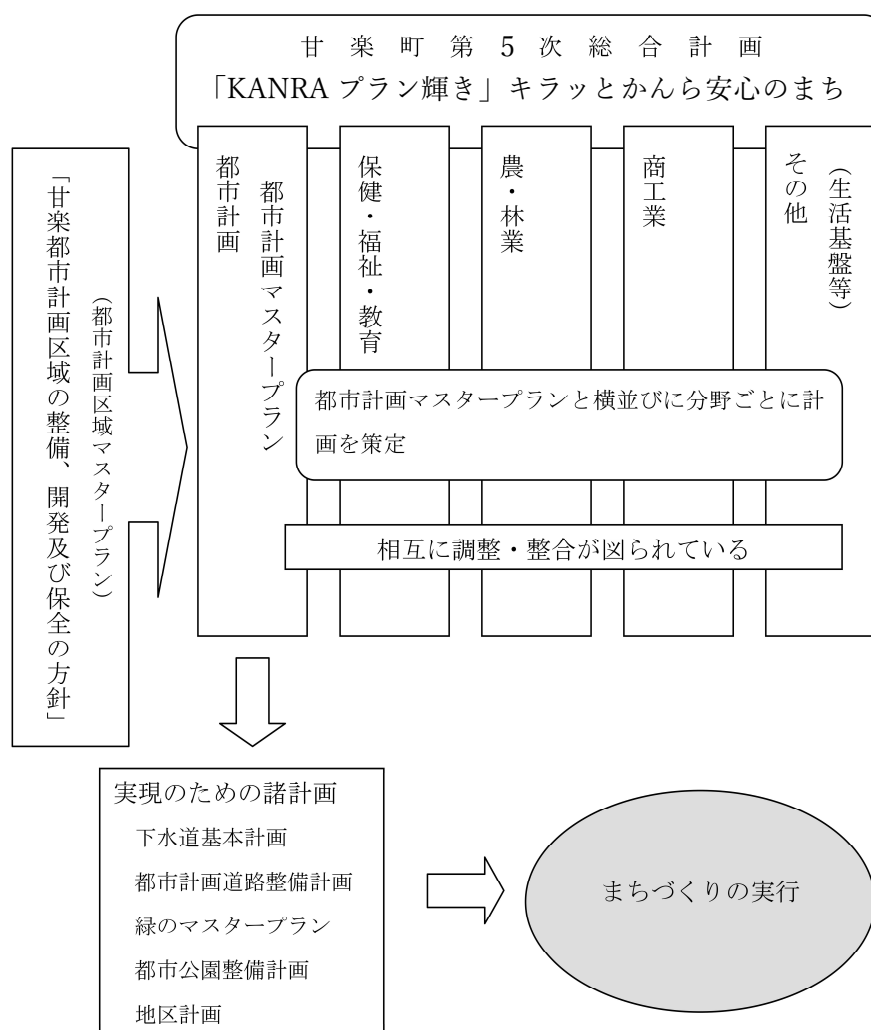 甘楽町第5次総合計画
「KANRA プラン輝き」キラッとかんら安心のまち
「甘楽都市計画区域の整備、開発及び保全の方針」
（都市計画区域マスタープラン）
都市計画
都市計画マスタープラン
保健・福祉・教育
農・林業
商工業
その他
（生活基盤等）
都市計画マスタープランと横並びに分野ごとに計
画を策定
相互に調整・整合が図られている
実現のための諸計画
下水道基本計画
都市計画道路整備計画
緑のマスタープラン
都市公園整備計画
地区計画
まちづくりの実行